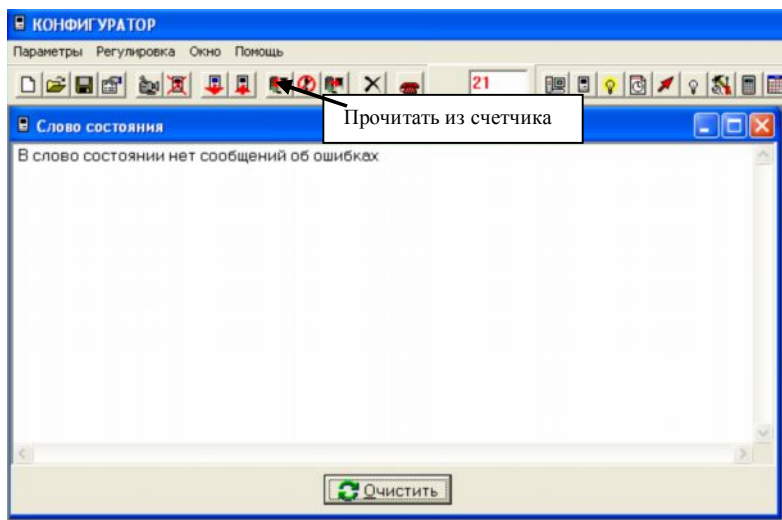 КОНФИГУРАТОР
Параметры Регулировка Окно Помощь
21
Прочитать из счетчика
Слово состояния
В слово состоянии нет сообщений об ошибках
Очистить